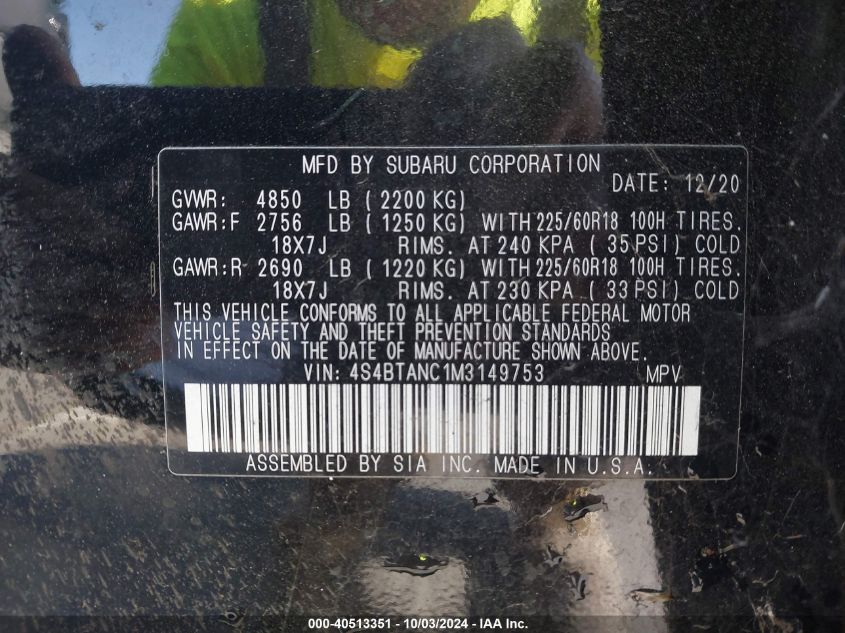 MFD BY SUBARU CORPORATION
DATE: 12/20
GVWR: 4850 LB ( 2200 KG)
GAWR:F 2756 LB ( 1250 KG) WITH 225/60R18 100H TIRES.
18X7J RIMS. AT 240 KPA ( 35 PSI) COLD
GAWR:R 2690 LB ( 1220 KG) WITH 225/60R18 100H TIRES.
18X7J RIMS. AT 230 KPA ( 33 PSI) COLD
THIS VEHICLE CONFORMS TO ALL APPLICABLE FEDERAL MOTOR
VEHICLE SAFETY AND THEFT PREVENTION STANDARDS
IN EFFECT ON THE DATE OF MANUFACTURE SHOWN ABOVE.
VIN: 4S4BTANC1M3149753 MPV
ASSEMBLED BY SIA INC. MADE IN U.S.A.
000-40513351 - 10/03/2024 - IAA Inc.